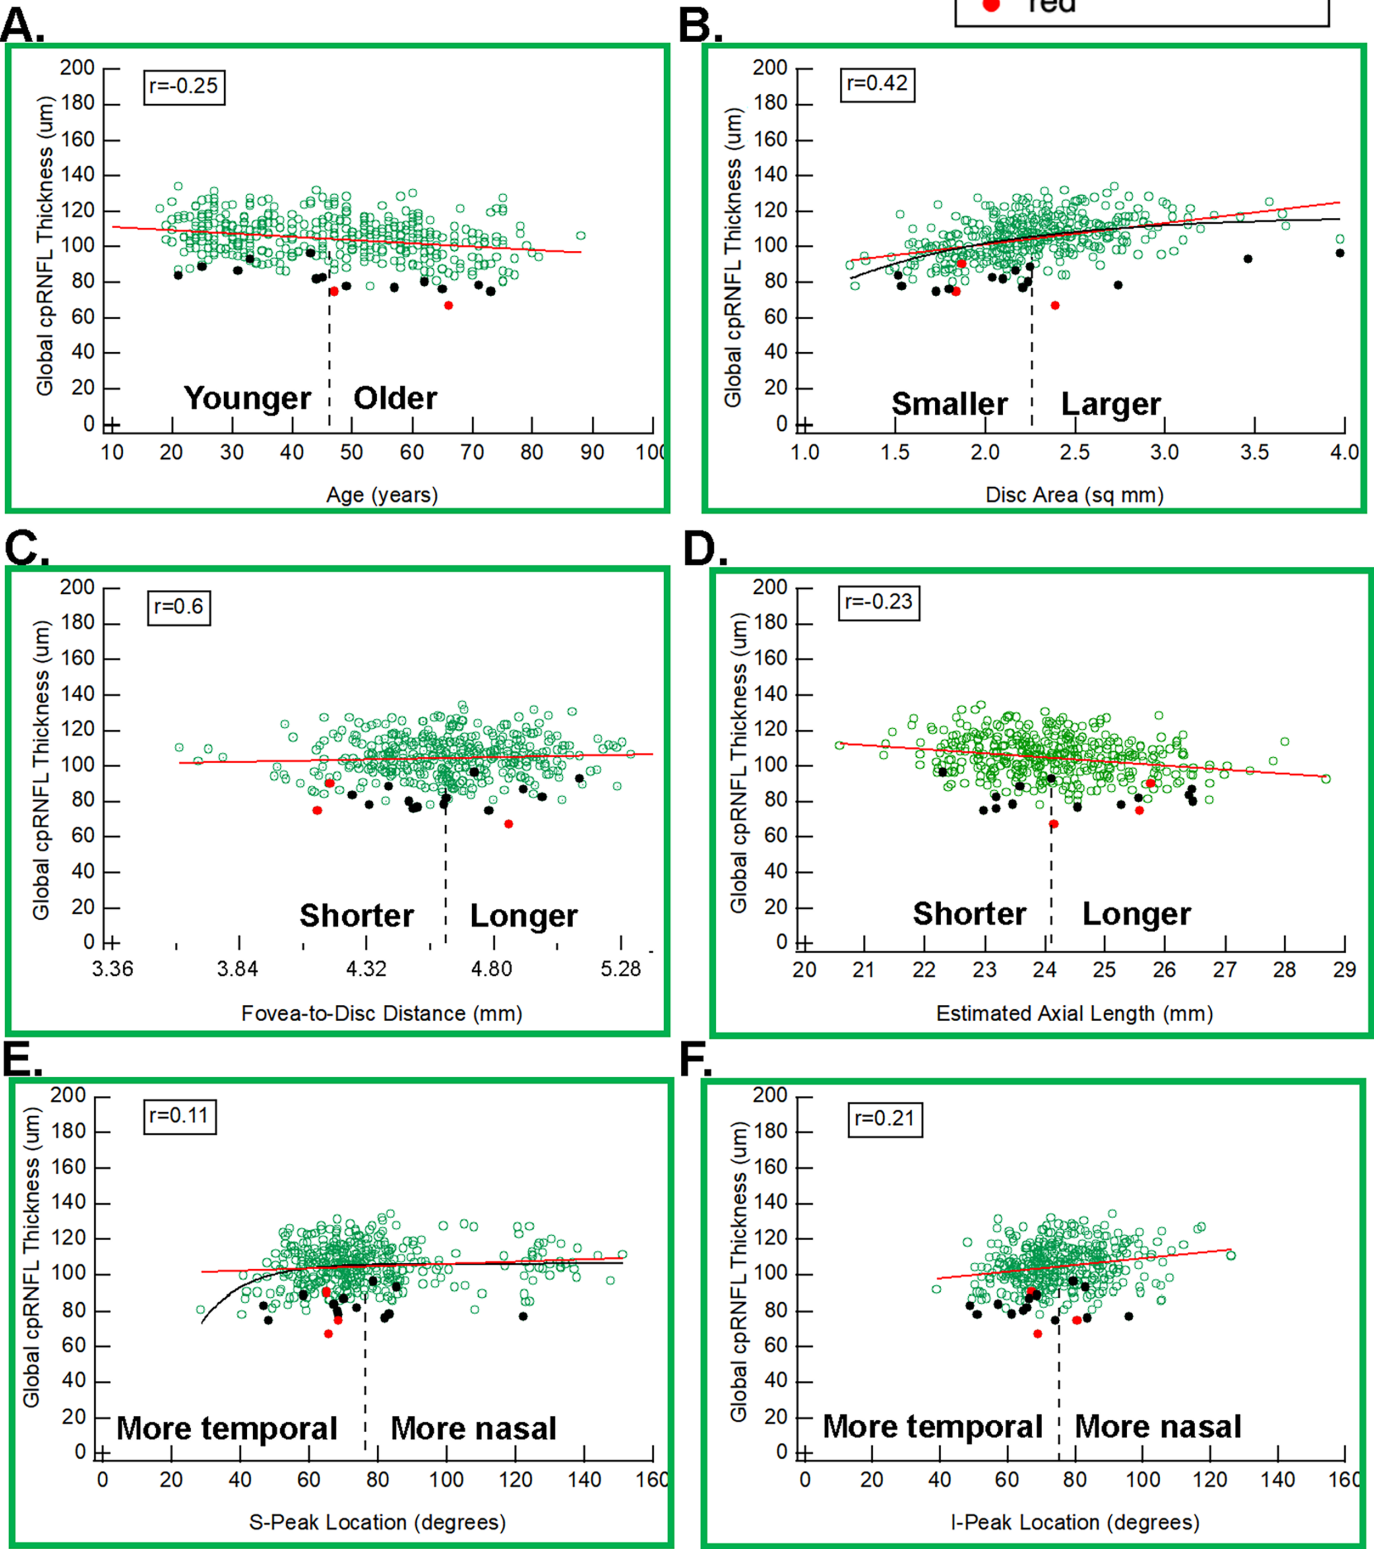 red
A.
B.
200
180
160
140
120
100
80
60
40
20
0
Global cpRNFL Thickness (um)
r=-0.25
Younger
Older
10 20 30 40 50 60 70 80 90 100
Age (years)
200
180
160
140
120
100
80
60
40
20
0
Global cpRNFL Thickness (um)
r=0.42
Smaller
Larger
1.0 1.5 2.0 2.5 3.0 3.5 4.0
Disc Area (sq mm)
C.
D.
200
180
160
140
120
100
80
60
40
20
0
Global cpRNFL Thickness (um)
r=0.6
Shorter
Longer
3.36 3.84 4.32 4.80 5.28
Fovea-to-Disc Distance (mm)
200
180
160
140
120
100
80
60
40
20
0
Global cpRNFL Thickness (um)
r=-0.23
Shorter
Longer
20 21 22 23 24 25 26 27 28 29
Estimated Axial Length (mm)
E.
F.
200
180
160
140
120
100
80
60
40
20
0
Global cpRNFL Thickness (um)
r=0.11
More temporal
More nasal
0 20 40 60 80 100 120 140 160
S-Peak Location (degrees)
200
180
160
140
120
100
80
60
40
20
0
Global cpRNFL Thickness (um)
r=0.21
More temporal
More nasal
0 20 40 60 80 100 120 140 160
I-Peak Location (degrees)